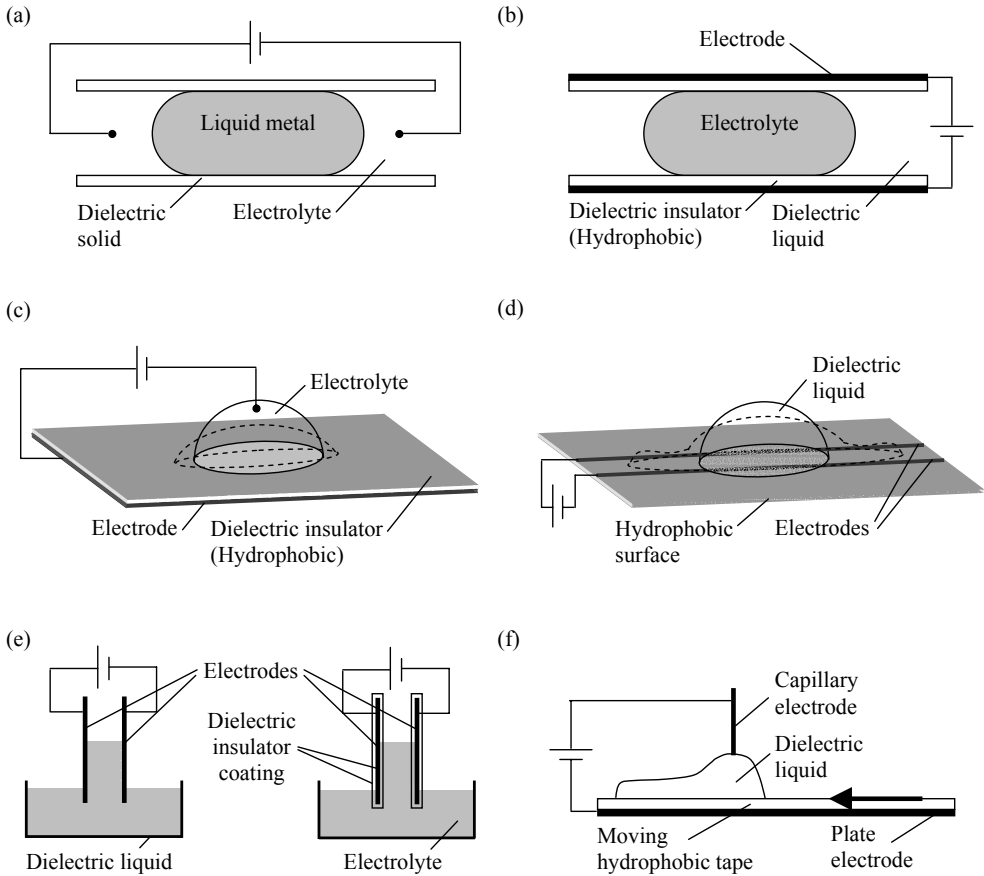 (a)
Liquid metal
Dielectric
solid
Electrolyte
(b)
Electrode
Electrolyte
Dielectric insulator
(Hydrophobic)
Dielectric
liquid
(c)
Electrolyte
Electrode
Dielectric insulator
(Hydrophobic)
(d)
Dielectric
liquid
Hydrophobic
surface
Electrodes
(e)
Electrodes
Dielectric
insulator
coating
Dielectric liquid
Electrolyte
(f)
Capillary
electrode
Dielectric
liquid
Moving
hydrophobic tape
Plate
electrode